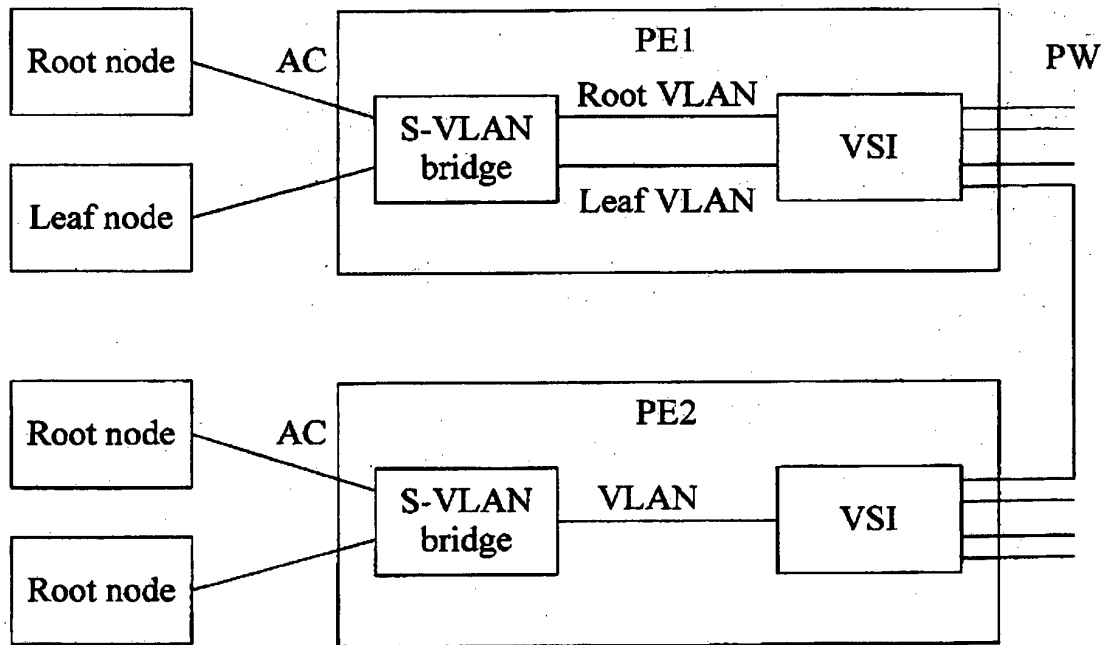 PE1
Root node
AC
PW
Root VLAN
S-VLAN
bridge
VSI
Leaf node
Leaf VLAN
PE2
Root node
AC
VLAN
S-VLAN
bridge
VSI
Root node